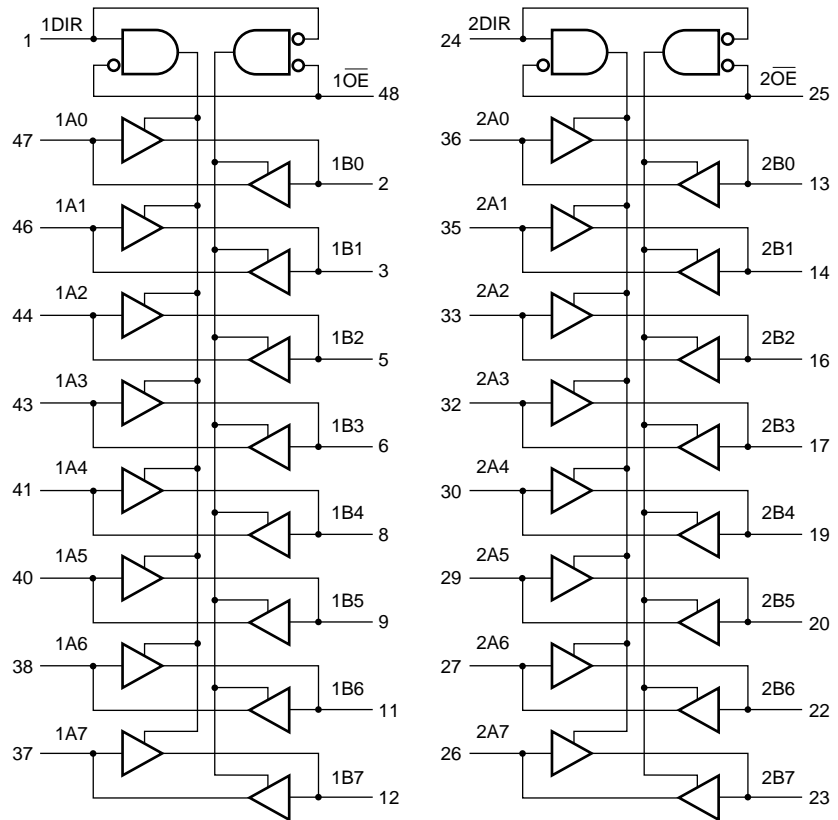 1DIR
1
1OE
48
1A0
47
1B0
2
1A1
46
1B1
3
1A2
44
1B2
5
1A3
43
1B3
6
1A4
41
1B4
8
1A5
40
1B5
9
1A6
38
1B6
11
1A7
37
1B7
12
2DIR
24
2OE
25
2A0
36
2B0
13
2A1
35
2B1
14
2A2
33
2B2
16
2A3
32
2B3
17
2A4
30
2B4
19
2A5
29
2B5
20
2A6
27
2B6
22
2A7
26
2B7
23